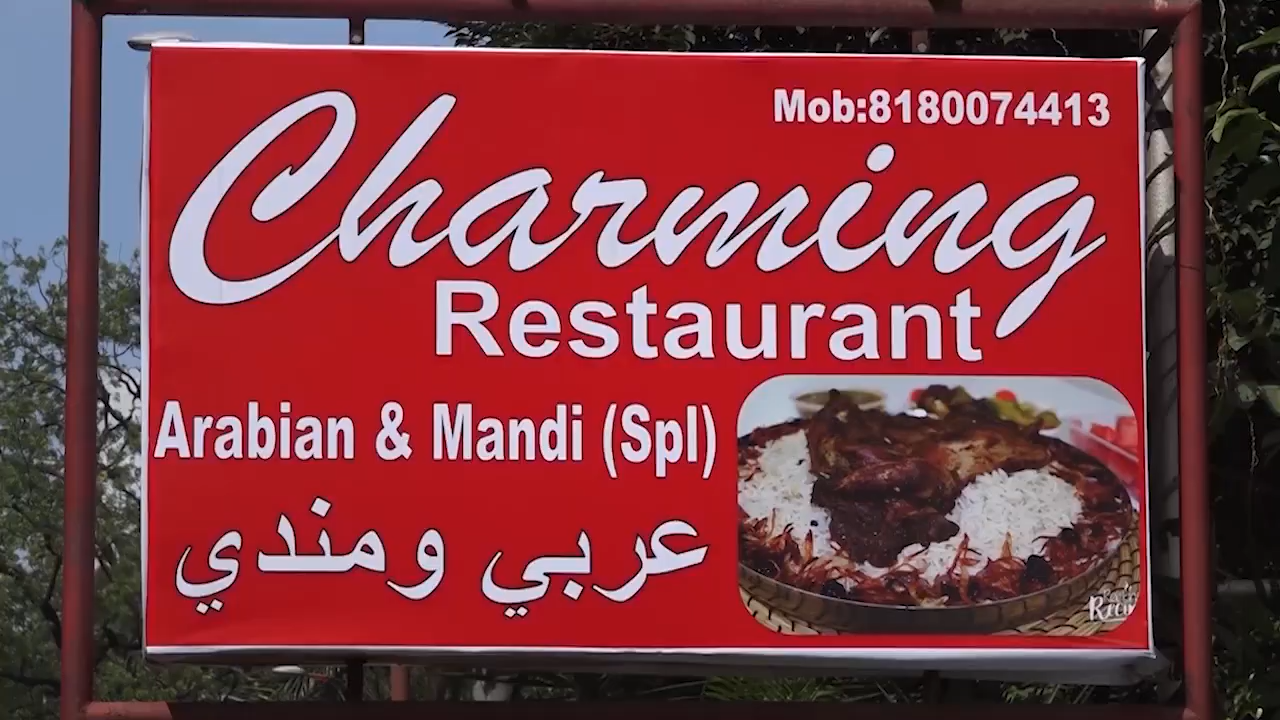 Mob:8180074413
Charming
Restaurant
Arabian & Mandi (Spl)
عربي ومندي